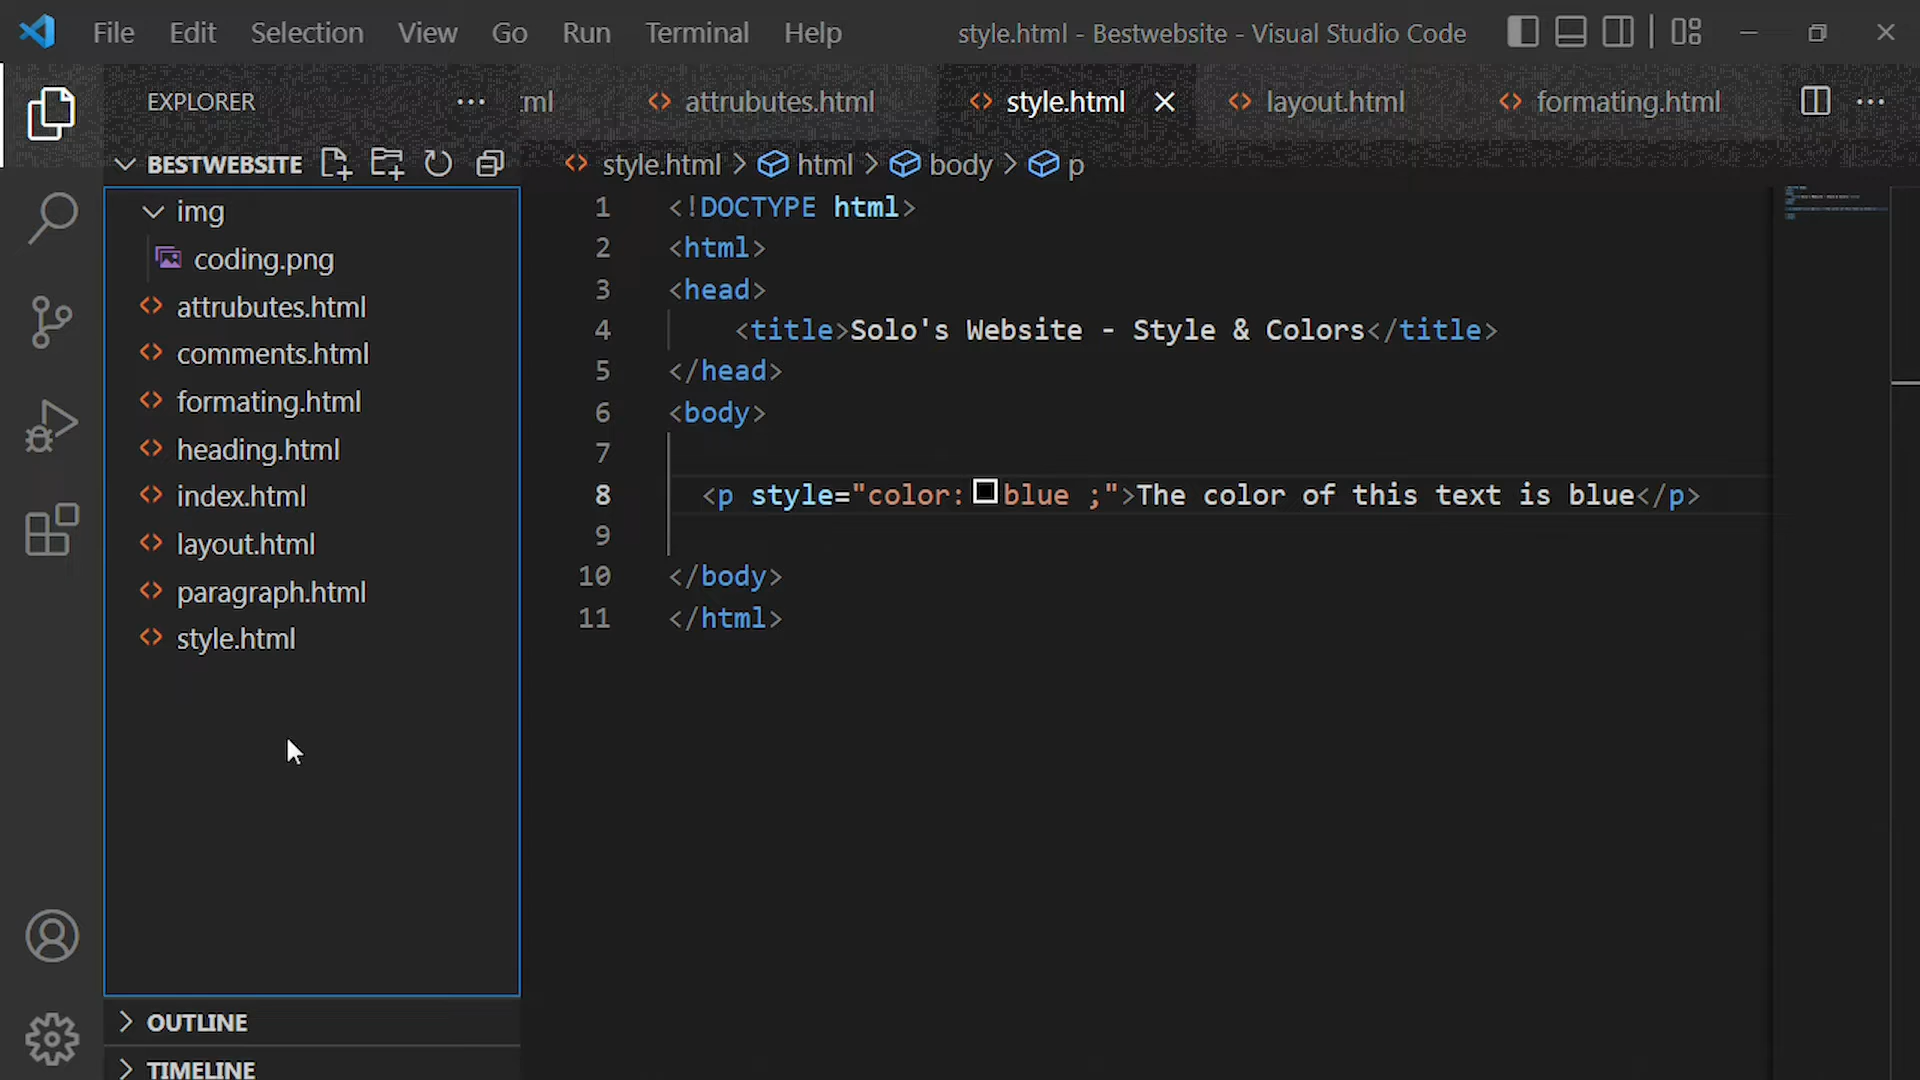 File Edit Selection View Go Run Terminal Help style.html - Bestwebsite - Visual Studio Code
EXPLORER
ml attrubutes.html style.html layout.html formating.html
BESTWEBSITE
style.html > html > body > p
img
coding.png
attrubutes.html
comments.html
formating.html
heading.html
index.html
layout.html
paragraph.html
style.html
OUTLINE
TIMELINE
1 <!DOCTYPE html>
2 <html>
3 <head>
4 <title>Solo's Website - Style & Colors</title>
5 </head>
6 <body>
7
8 <p style="color:blue ;">The color of this text is blue</p>
9
10 </body>
11 </html>